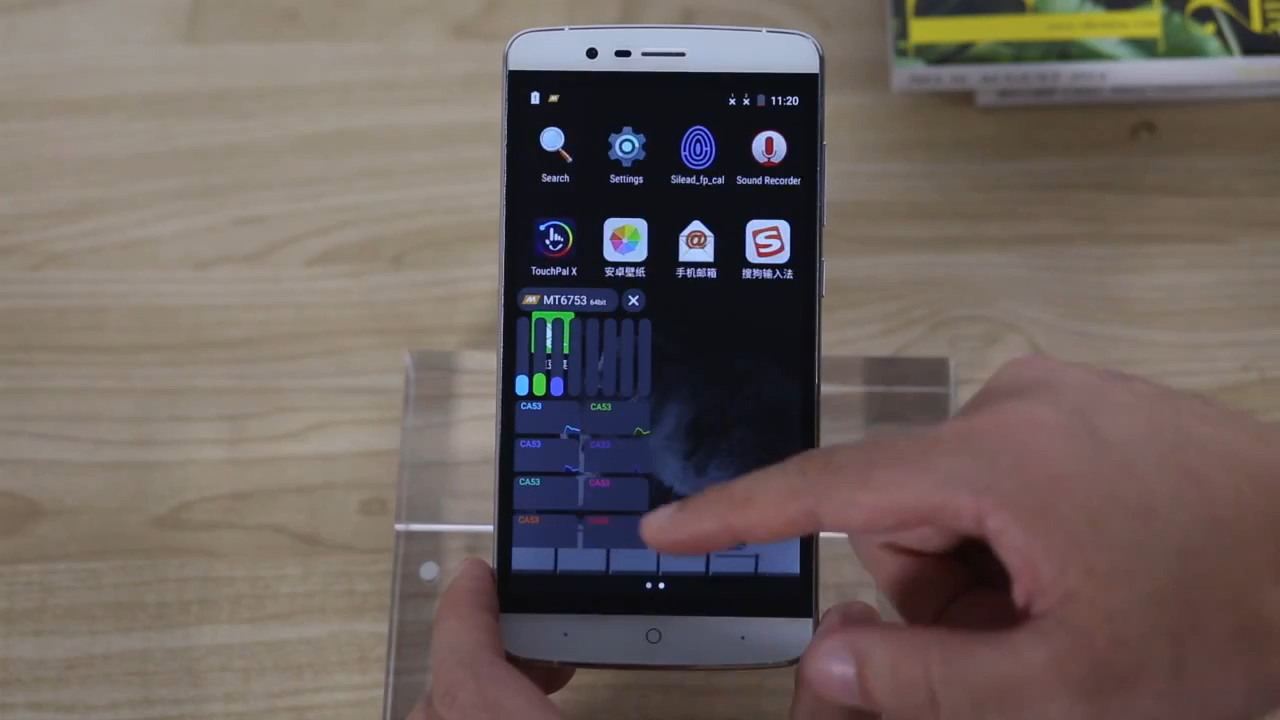 11:20
Search
Settings
Silead_fp_cal
Sound Recorder
TouchPal X
安卓壁纸
手机邮箱
搜狗输入法
MT6753 64bit
CA53
CA53
CA53
CA53
CA53
CA53
CA53